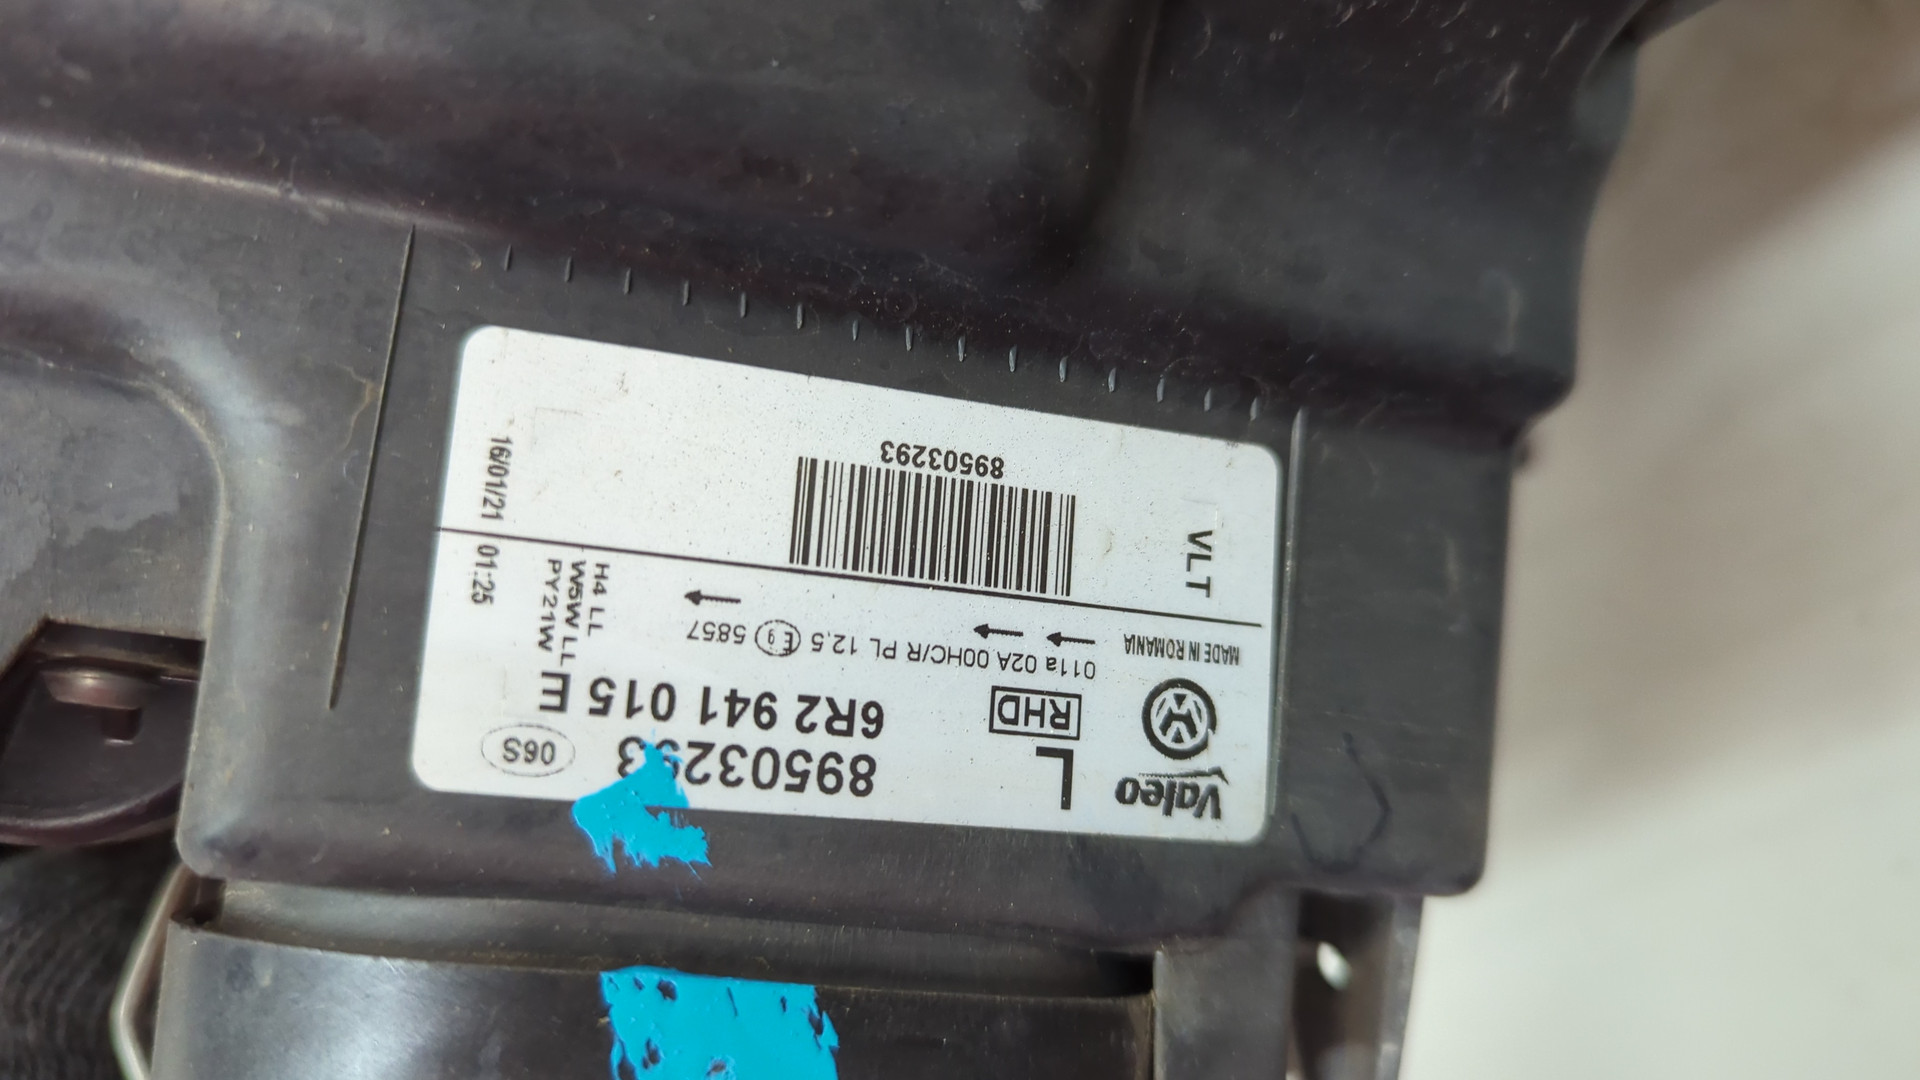 Valeo
L
89503293
06S
RHD
6R2 941 015 E
MADE IN ROMANIA
011a 02A 00HC/R PL 12.5 E9 5857
H4 LL
W5W LL
PY21W
16/01/21 01:25
VLT
89503293